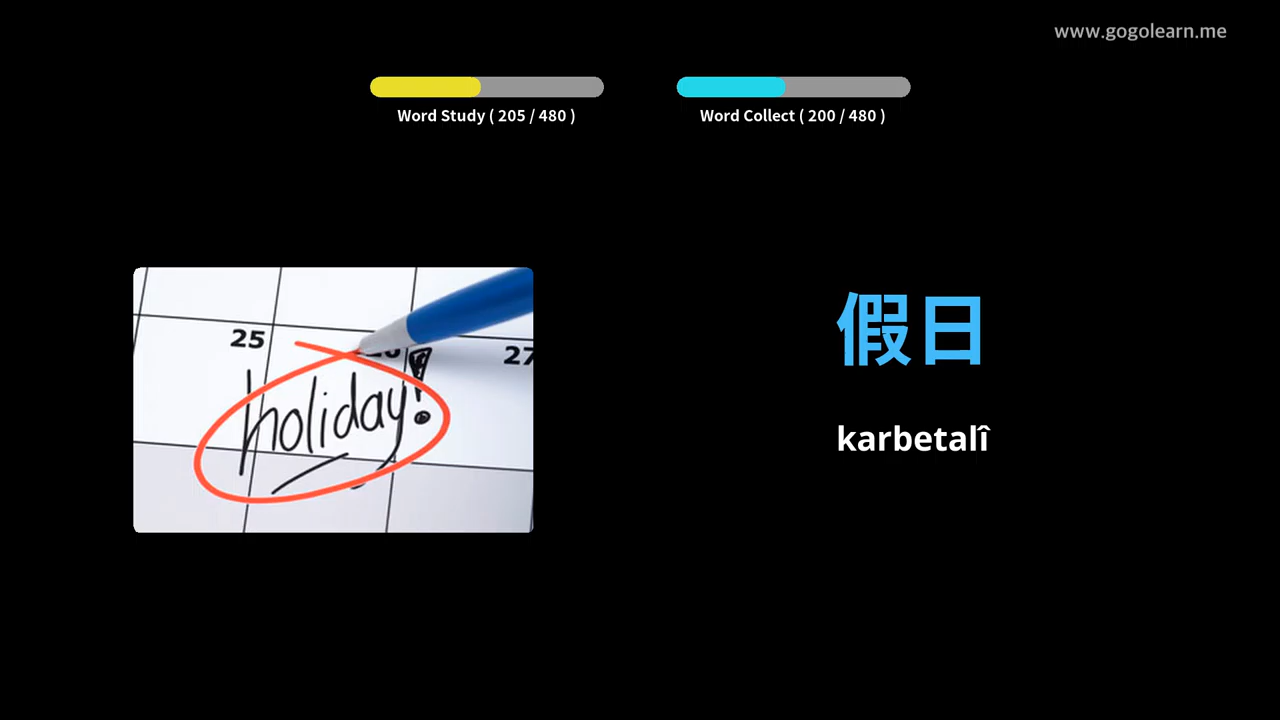 www.gogolearn.me
Word Study ( 205 / 480 )
Word Collect ( 200 / 480 )
25
27
holiday!
假日
karbetalî